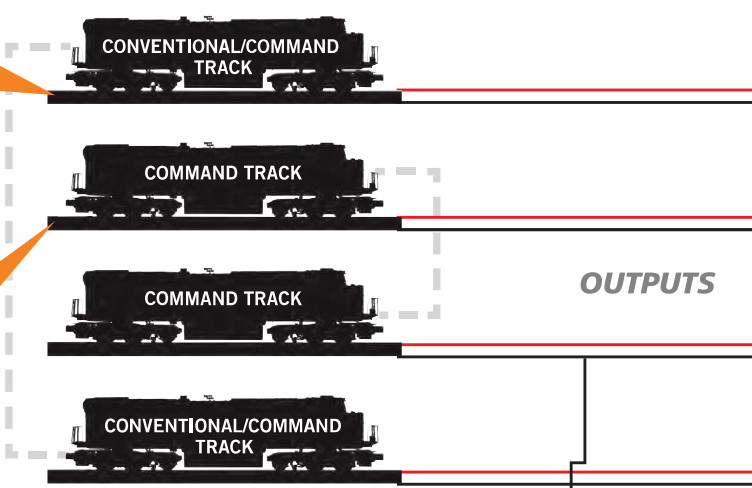 CONVENTIONAL/COMMAND
TRACK
COMMAND TRACK
OUTPUTS
COMMAND TRACK
CONVENTIONAL/COMMAND
TRACK